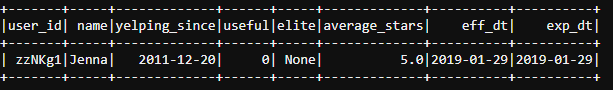 +-------+-----+-------------+------+-----+-------------+----------+----------+
|user_id| name|yelping_since|useful|elite|average_stars|    eff_dt|    exp_dt|
+-------+-----+-------------+------+-----+-------------+----------+----------+
| zzNKg1|Jenna|   2011-12-20|     0| None|          5.0|2019-01-29|2019-01-29|
+-------+-----+-------------+------+-----+-------------+----------+----------+